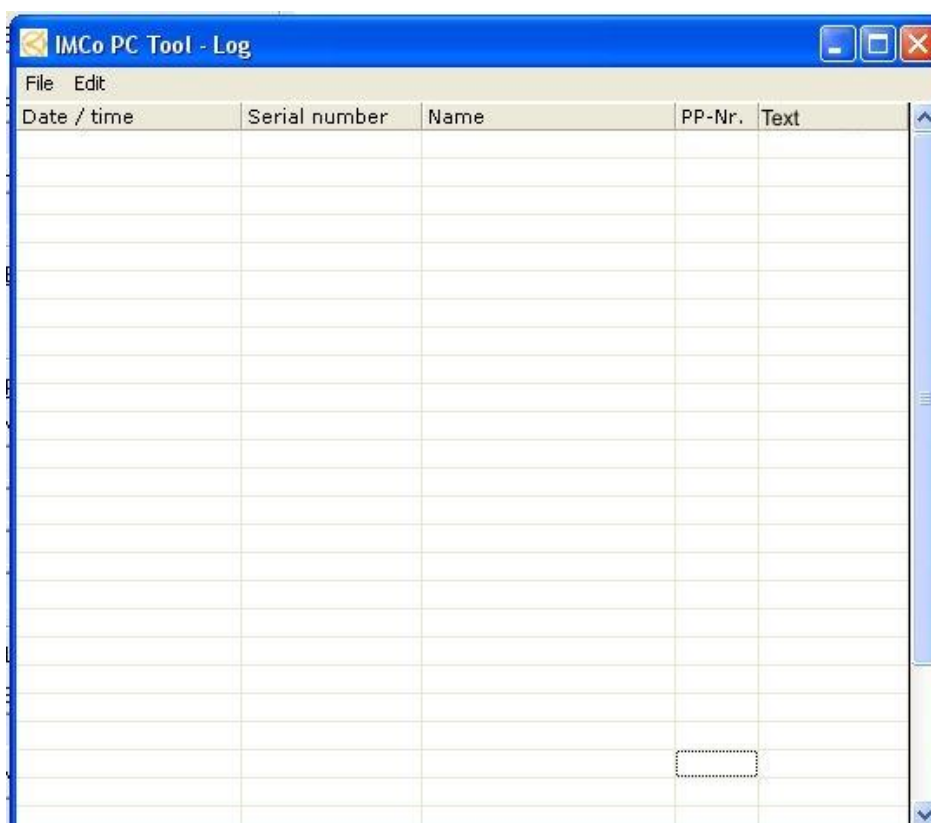 IMCo PC Tool - Log
File Edit
Date / time Serial number Name PP-Nr. Text